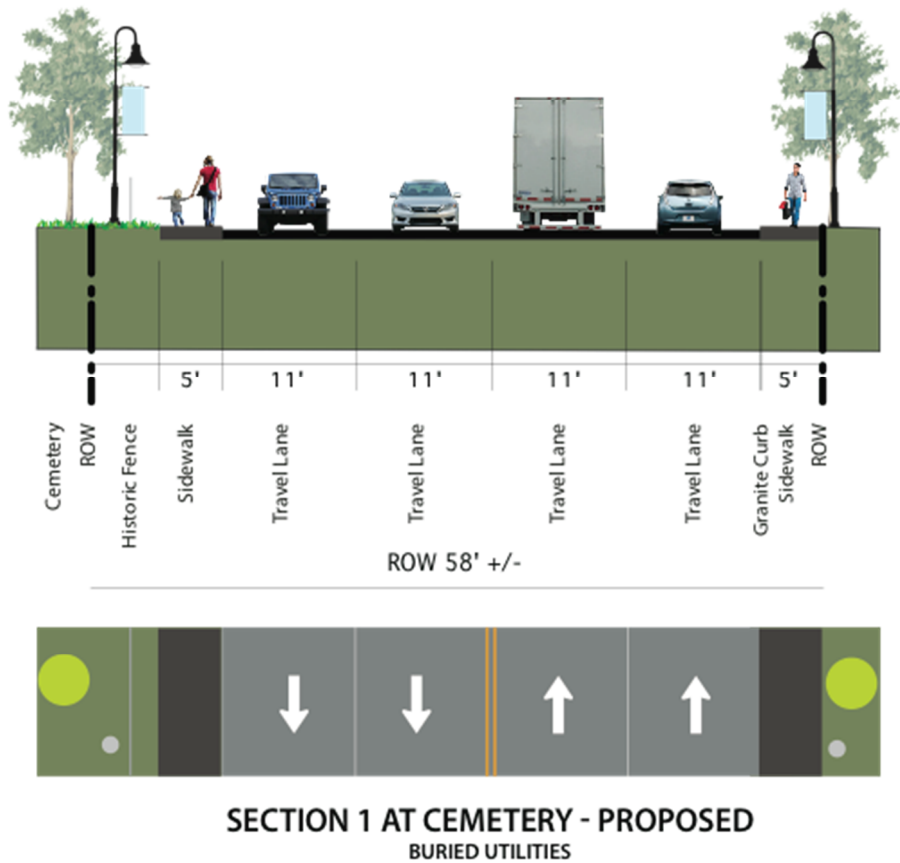 5' 11' 11' 11' 11' 5'
Cemetery
ROW
Historic Fence
Sidewalk
Travel Lane
Travel Lane
Travel Lane
Travel Lane
Granite Curb
Sidewalk
ROW
ROW 58' +/-
SECTION 1 AT CEMETERY - PROPOSED
BURIED UTILITIES